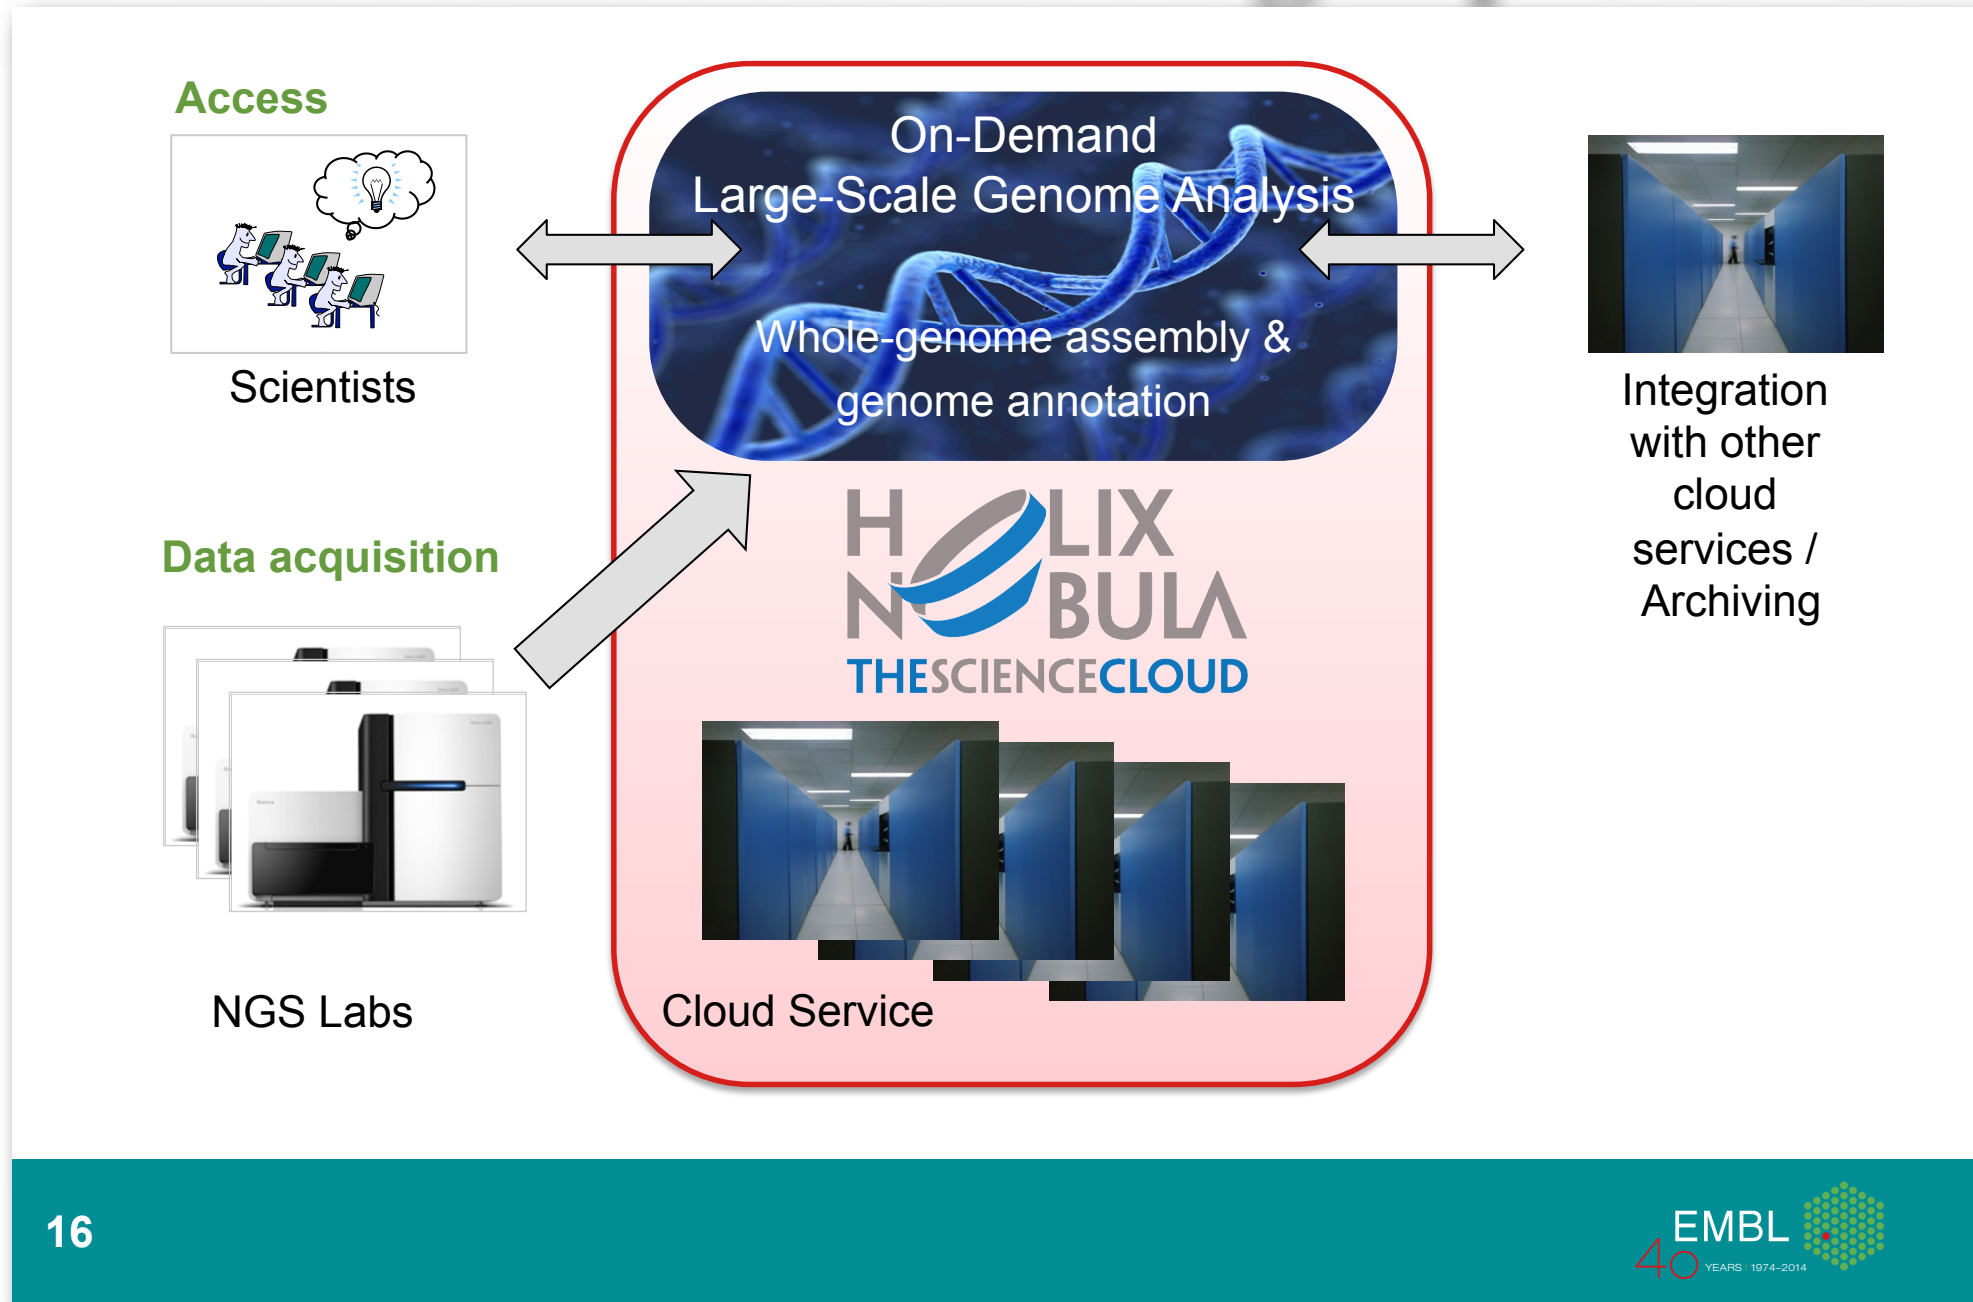 Access
Scientists
Data acquisition
NGS Labs
On-Demand
Large-Scale Genome Analysis
Whole-genome assembly &
genome annotation
HELIX
NEBULA
THESCIENCECLOUD
Cloud Service
Integration
with other
cloud
services /
Archiving
16
EMBL
40 YEARS | 1974–2014